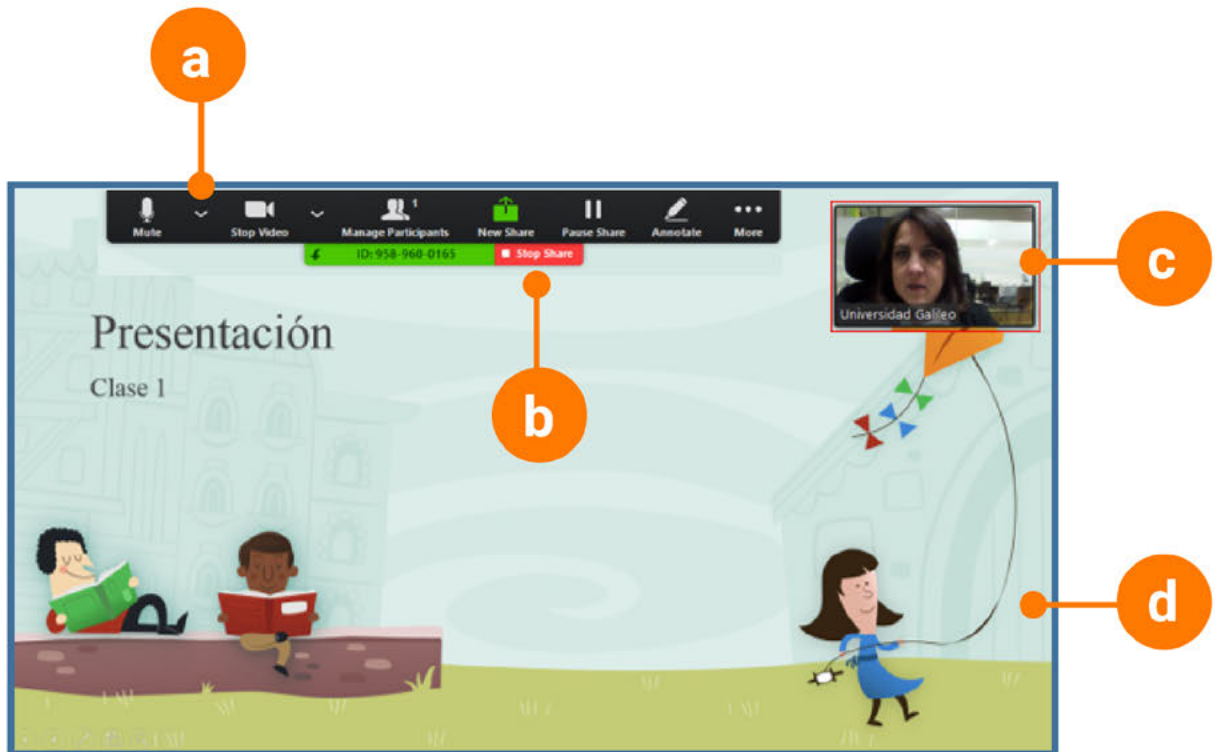 a
Mute
Stop Video
1
Manage Participants
New Share
Pause Share
Annotate
More
ID: 958-960-0165
Stop Share
Universidad Galileo
c
Presentación
Clase 1
b
d